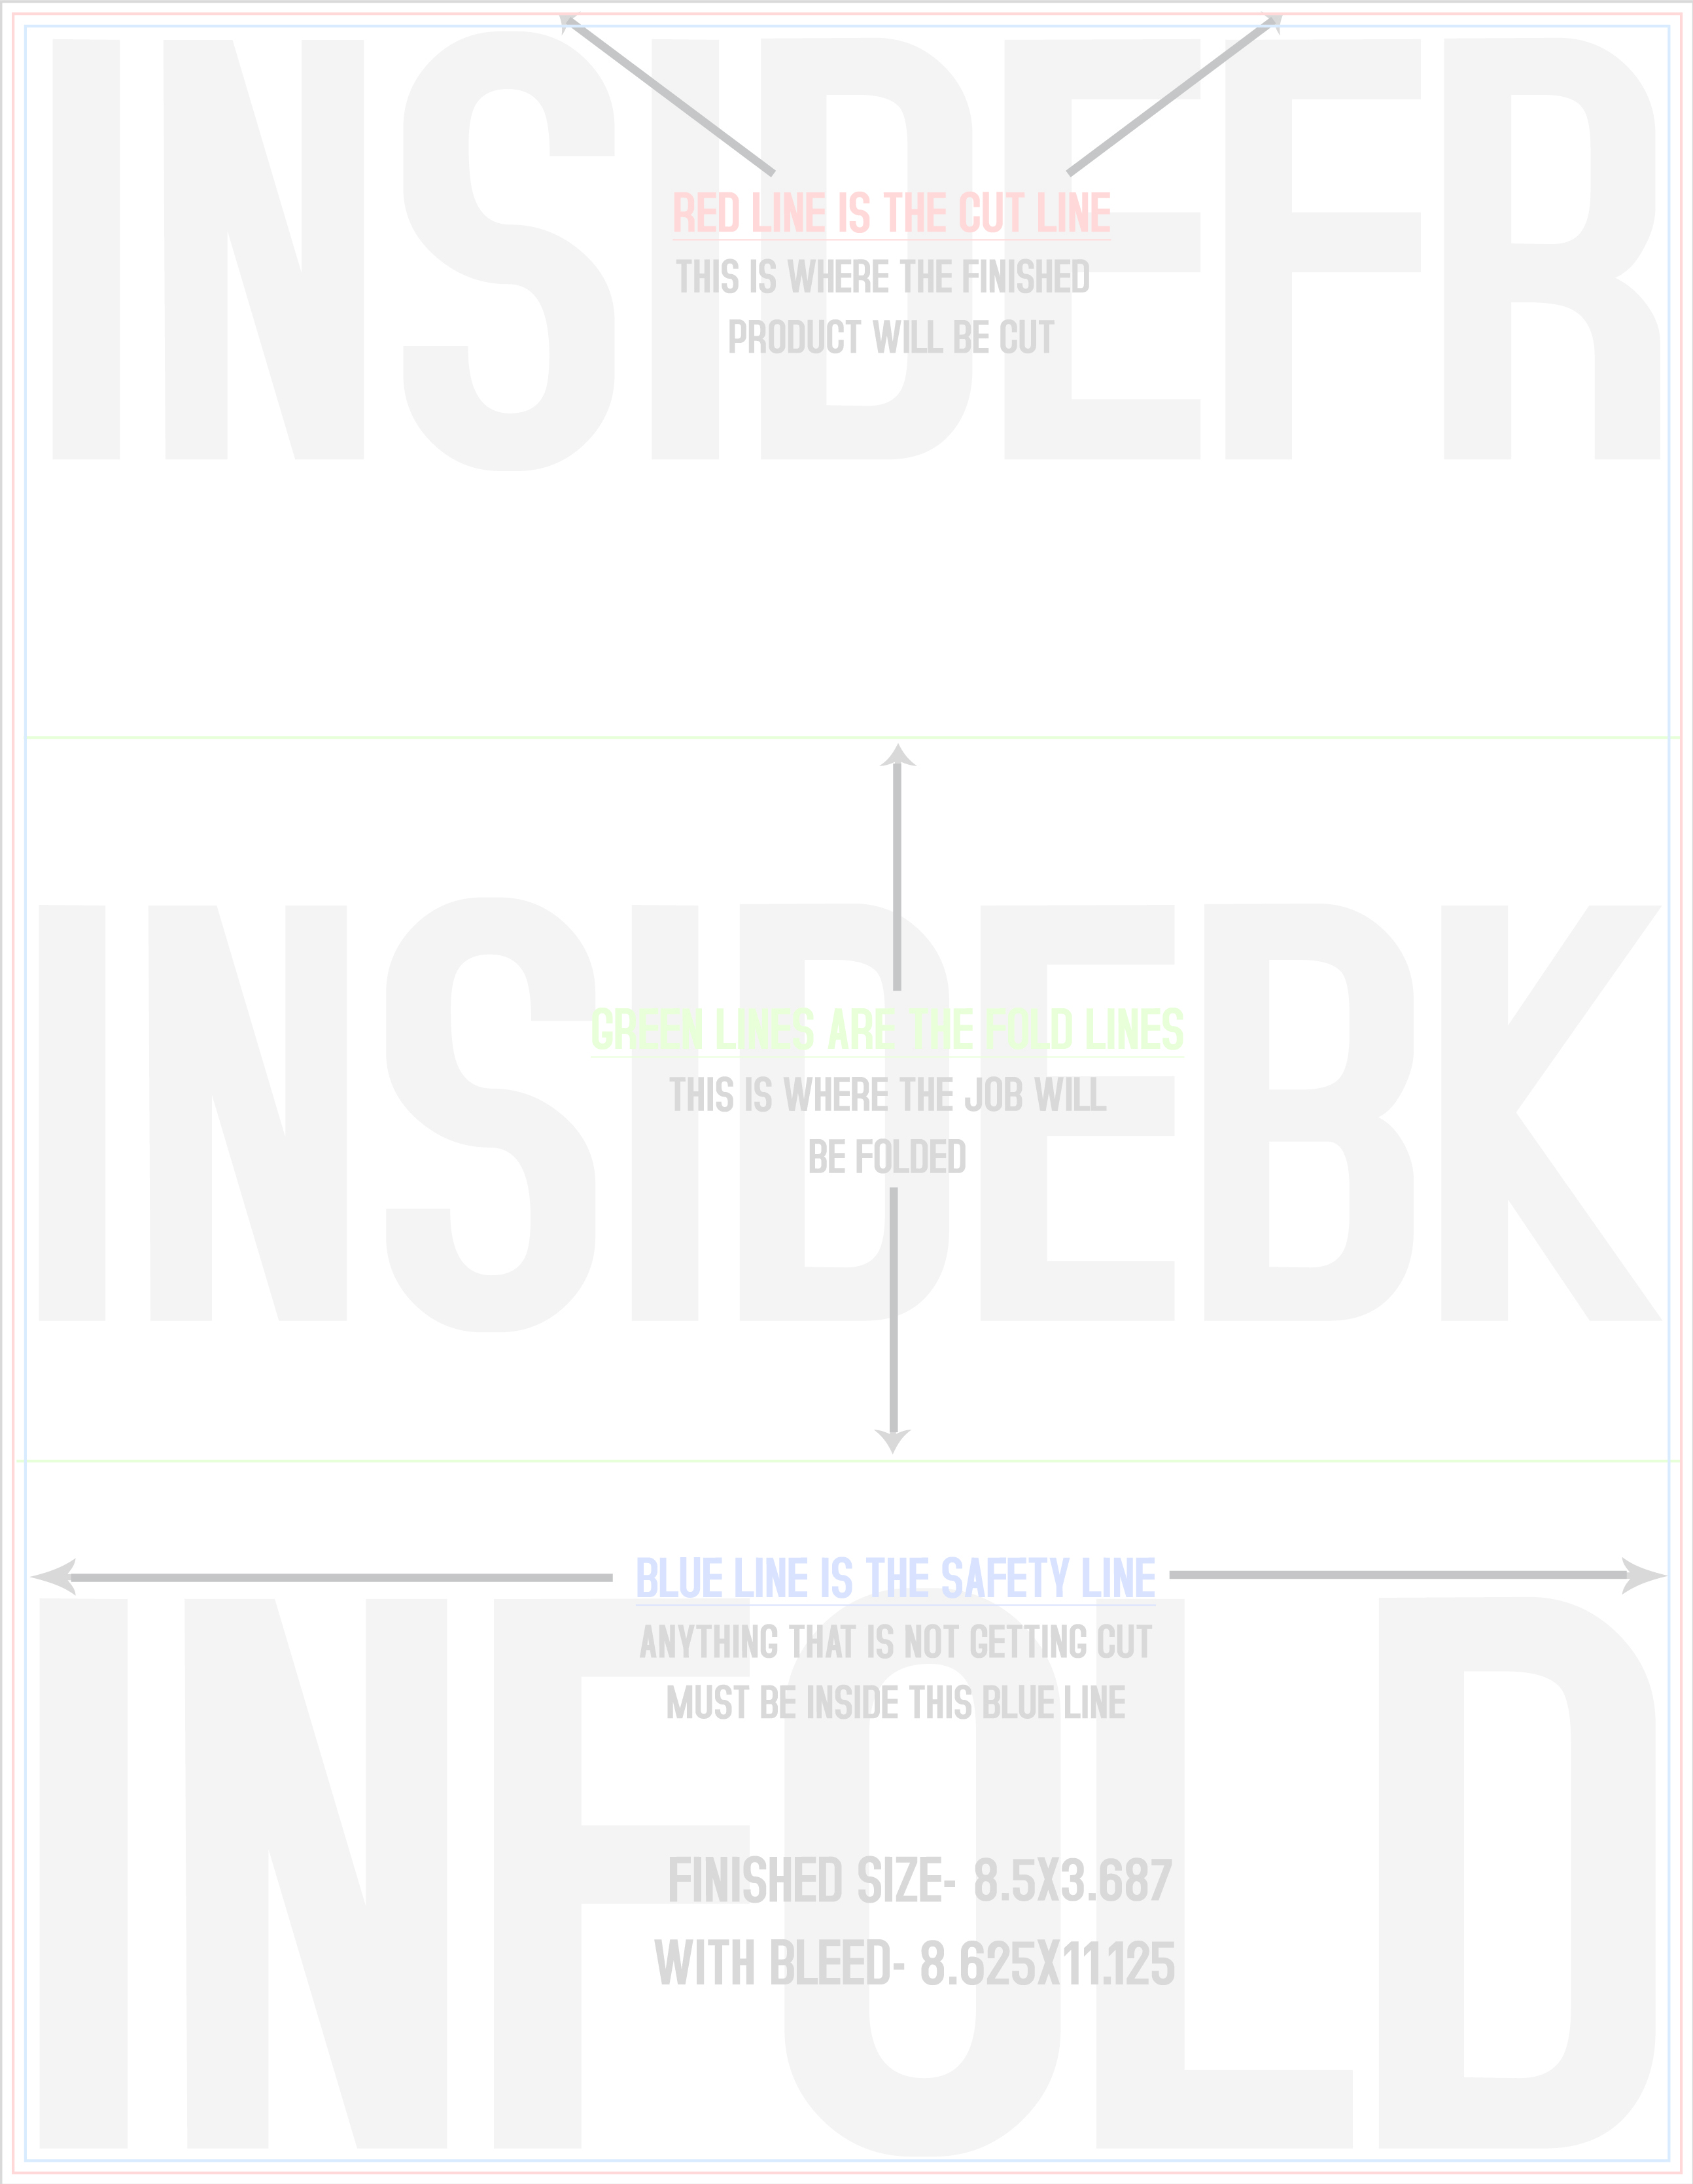 INSIDEFR
RED LINE IS THE CUT LINE
THIS IS WHERE THE FINISHED
PRODUCT WILL BE CUT
INSIDEBK
GREEN LINES ARE THE FOLD LINES
THIS IS WHERE THE JOB WILL
BE FOLDED
BLUE LINE IS THE SAFETY LINE
ANYTHING THAT IS NOT GETTING CUT
MUST BE INSIDE THIS BLUE LINE
INFOLD
FINISHED SIZE- 8.5X3.687
WITH BLEED- 8.625X11.125